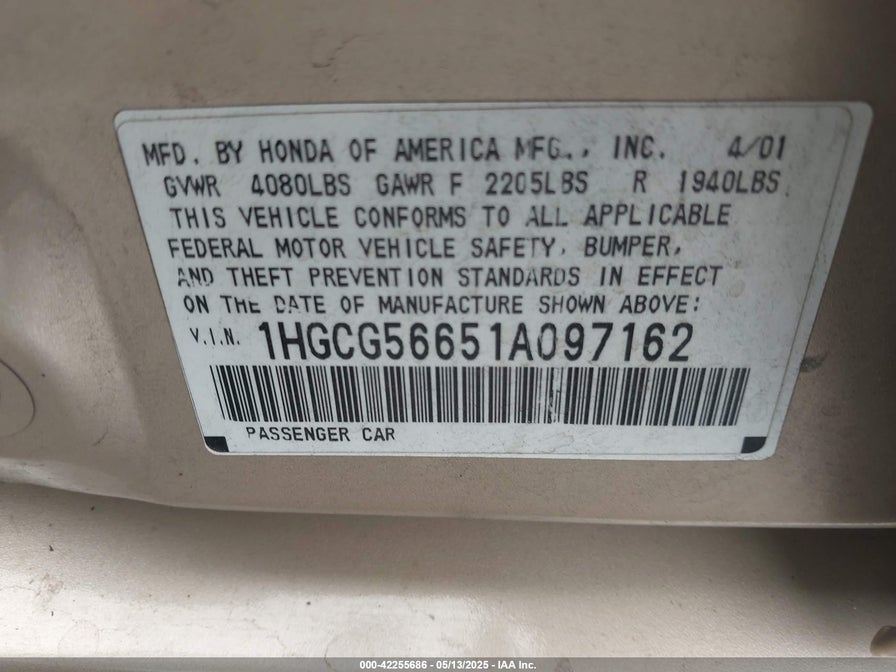 MFD. BY HONDA OF AMERICA MFG., INC. 4/01
GVWR 4080LBS GAWR F 2205LBS R 1940LBS
THIS VEHICLE CONFORMS TO ALL APPLICABLE
FEDERAL MOTOR VEHICLE SAFETY, BUMPER,
AND THEFT PREVENTION STANDARDS IN EFFECT
ON THE DATE OF MANUFACTURE SHOWN ABOVE:
V.I.N. 1HGCG56651A097162
PASSENGER CAR
000-42255686 - 05/13/2025 - IAA Inc.